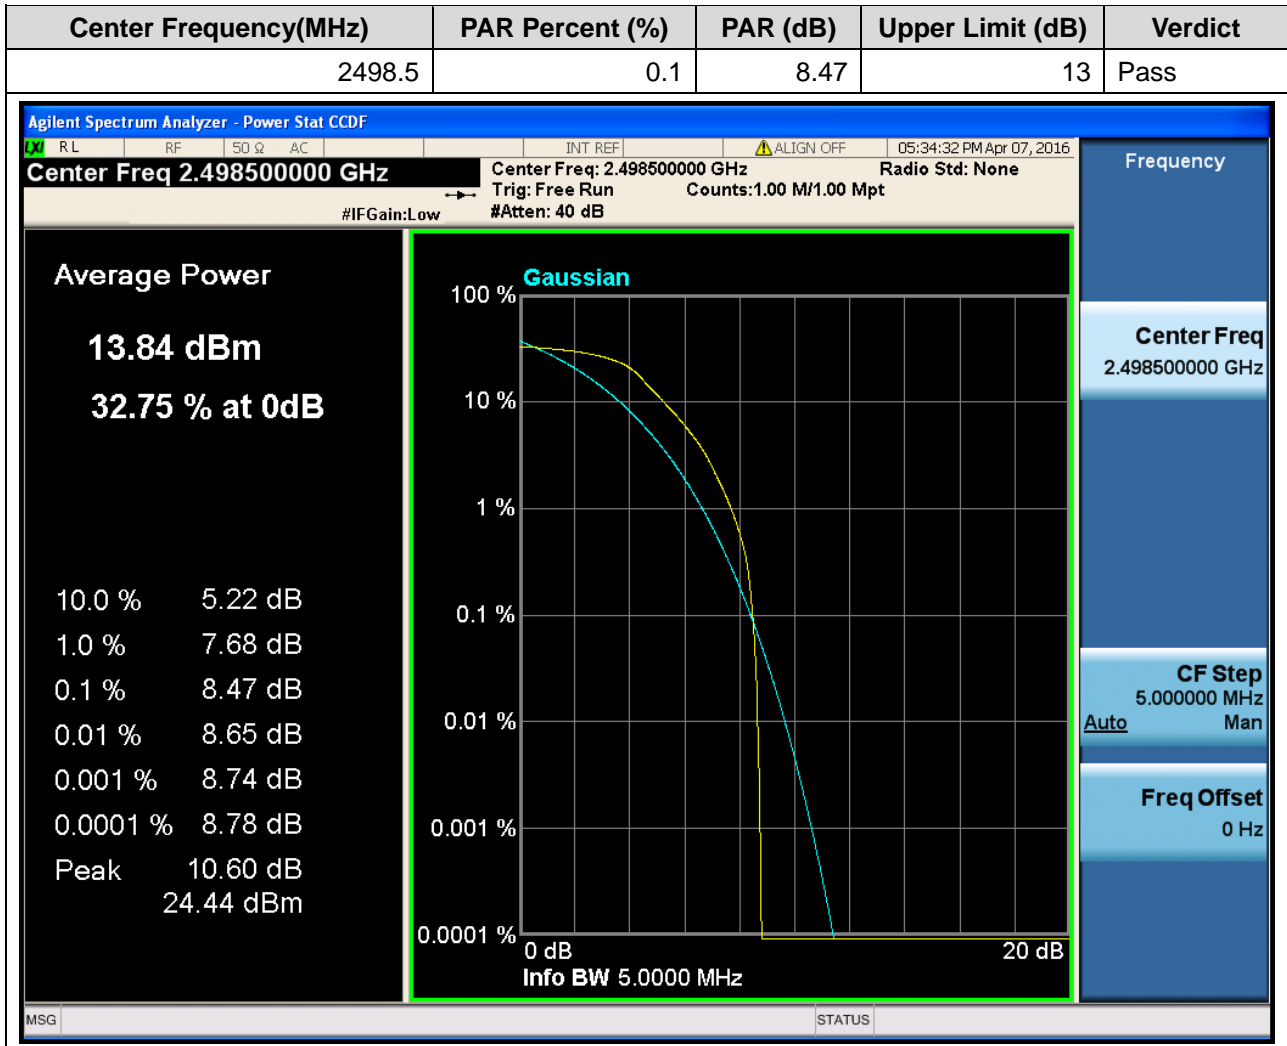 Center Frequency(MHz) PAR Percent (%) PAR (dB) Upper Limit (dB) Verdict
2498.5 0.1 8.47 13 Pass
Agilent Spectrum Analyzer - Power Stat CCDF
LXI RL RF 50 Ω AC INT REF ALIGN OFF 05:34:32 PM Apr 07, 2016
Center Freq 2.498500000 GHz
Center Freq: 2.498500000 GHz Radio Std: None
Trig: Free Run Counts:1.00 M/1.00 Mpt
#IFGain:Low #Atten: 40 dB
Average Power
13.84 dBm
32.75 % at 0dB
10.0 % 5.22 dB
1.0 % 7.68 dB
0.1 % 8.47 dB
0.01 % 8.65 dB
0.001 % 8.74 dB
0.0001 % 8.78 dB
Peak 10.60 dB
24.44 dBm
Gaussian
100 %
10 %
1 %
0.1 %
0.01 %
0.001 %
0.0001 %
0 dB 20 dB
Info BW 5.0000 MHz
Frequency
Center Freq
2.498500000 GHz
CF Step
5.000000 MHz
Auto Man
Freq Offset
0 Hz
MSG STATUS